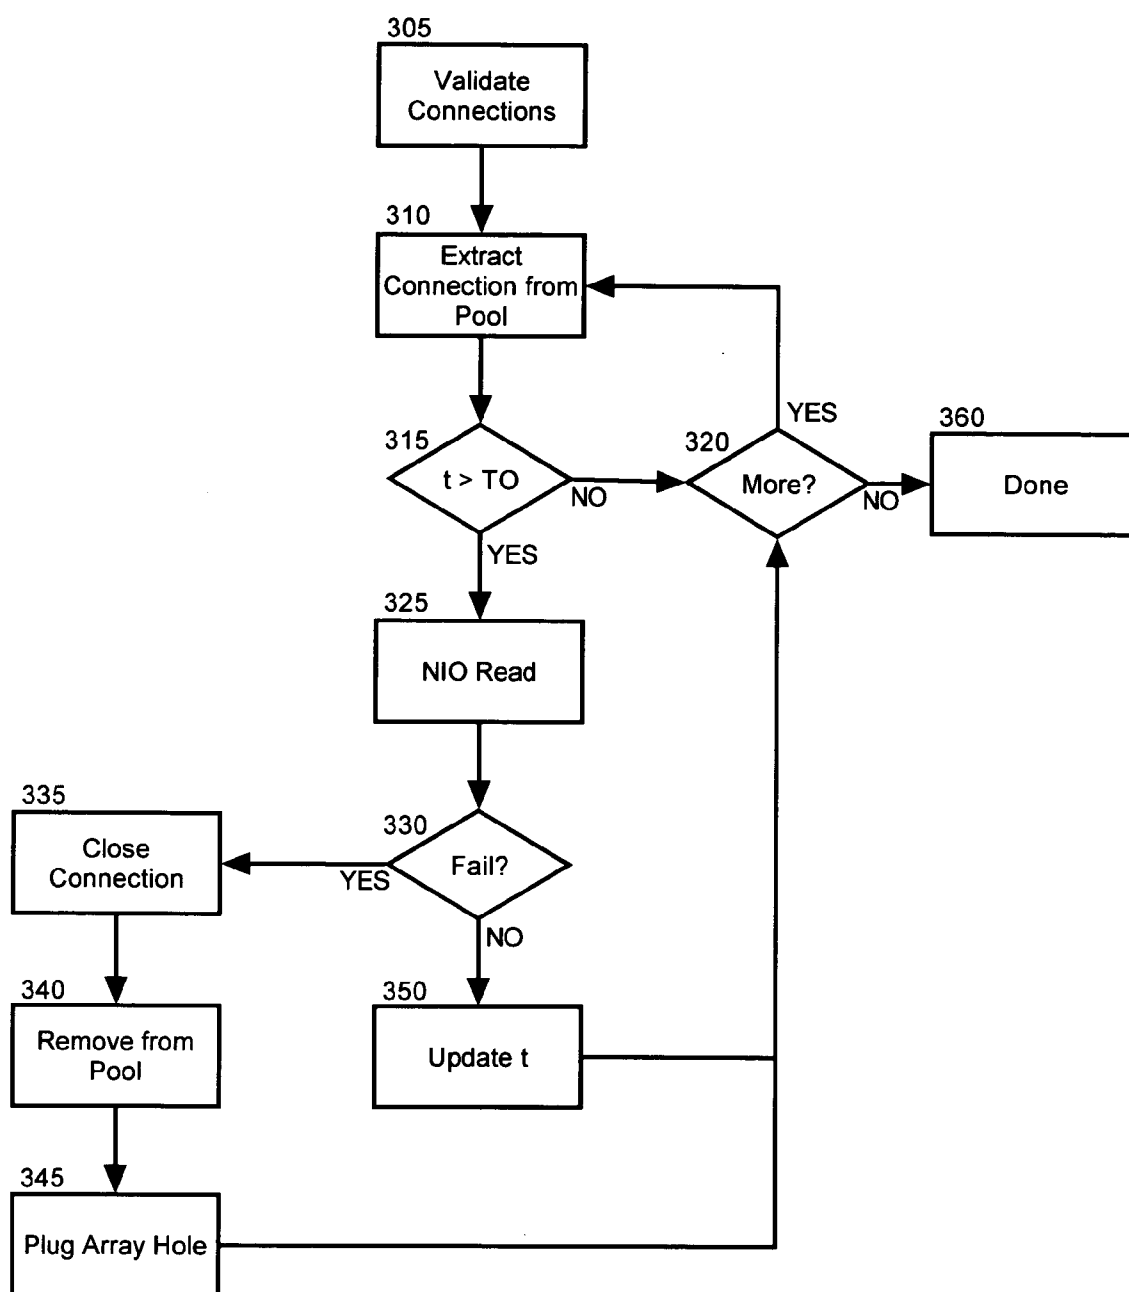 305
Validate
Connections
310
Extract
Connection from
Pool
315
t > TO
NO
YES
320
More?
YES
NO
360
Done
325
NIO Read
330
Fail?
YES
NO
335
Close
Connection
340
Remove from
Pool
345
Plug Array Hole
350
Update t